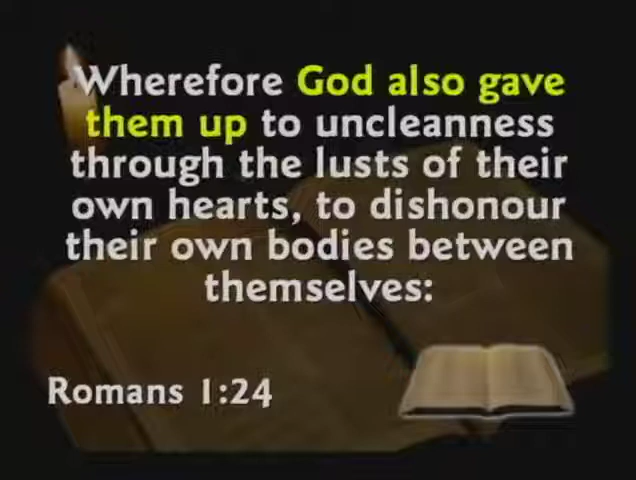 Wherefore God also gave
them up to uncleanness
through the lusts of their
own hearts, to dishonour
their own bodies between
themselves:
Romans 1:24